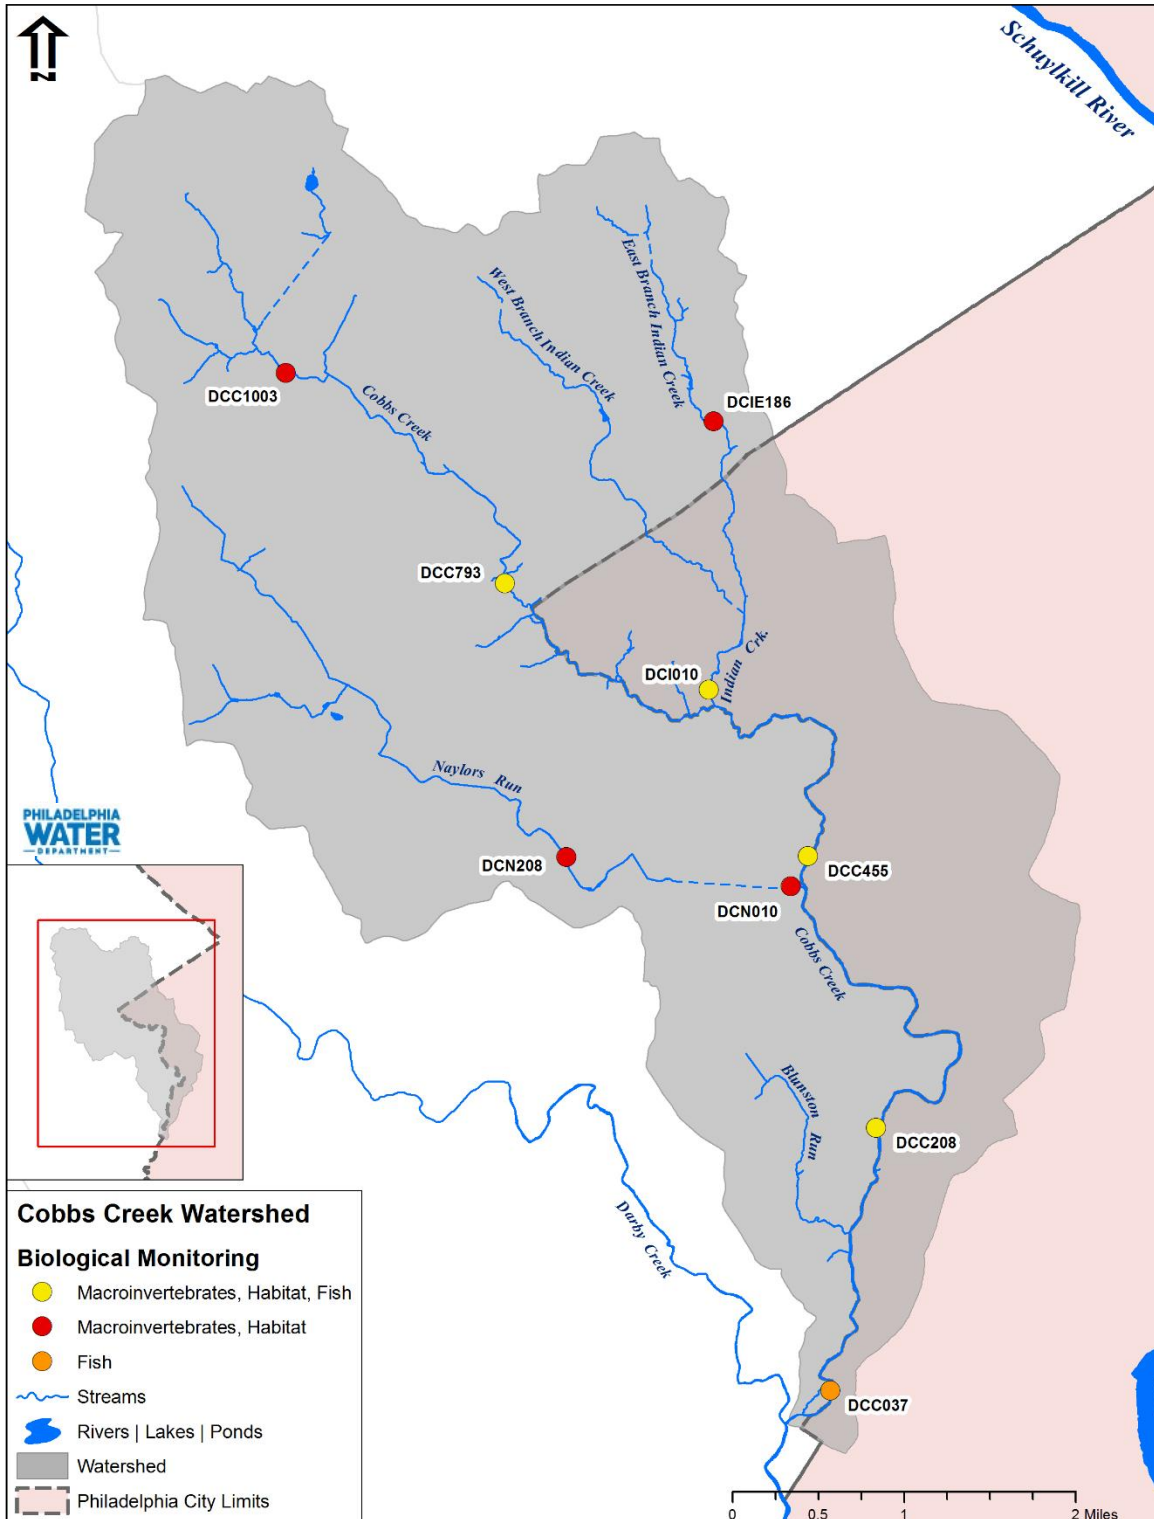 N
Schuylkill River
West Branch Indian Creek
East Branch Indian Creek
DCC1003
Cobbs Creek
DCIE186
DCC793
DCI010
Indian Crk.
Naylors Run
PHILADELPHIA
WATER
DEPARTMENT
DCN208
DCC455
DCN010
Cobbs Creek
Blunston Run
DCC208
Darby Creek
DCC037
Cobbs Creek Watershed
Biological Monitoring
Macroinvertebrates, Habitat, Fish
Macroinvertebrates, Habitat
Fish
Streams
Rivers | Lakes | Ponds
Watershed
Philadelphia City Limits
0 0.5 1 2 Miles